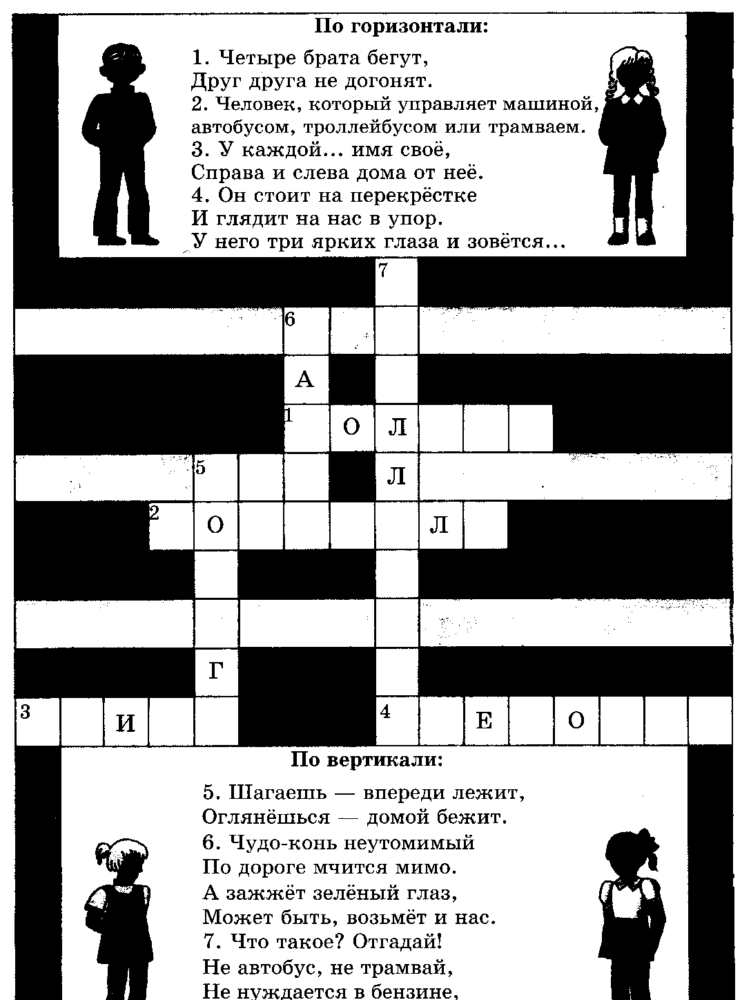 По горизонтали:
1. Четыре брата бегут,
Друг друга не догонят.
2. Человек, который управляет машиной,
автобусом, троллейбусом или трамваем.
3. У каждой... имя своё,
Справа и слева дома от неё.
4. Он стоит на перекрёстке
И глядит на нас в упор.
У него три ярких глаза и зовётся...
7
6
А
1 О Л
5 Л
2 О Л
Г
3 И 4 Е О
По вертикали:
5. Шагаешь — впереди лежит,
Оглянёшься — домой бежит.
6. Чудо-конь неутомимый
По дороге мчится мимо.
А зажжёт зелёный глаз,
Может быть, возьмёт и нас.
7. Что такое? Отгадай!
Не автобус, не трамвай,
Не нуждается в бензине,